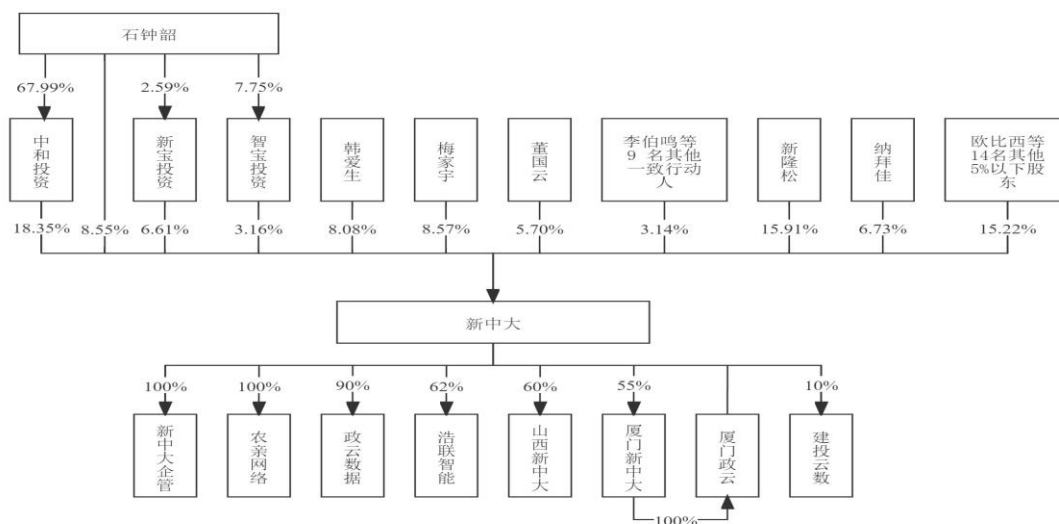 石钟韶
67.99%
2.59%
7.75%
中和投资
新宝投资
智宝投资
韩爱生
梅家宇
董国云
李伯鸣等
9 名其他
一致行动
人
新隆松
纳拜佳
欧比西等
14名其他
5%以下股
东
18.35%
8.55%
6.61%
3.16%
8.08%
8.57%
5.70%
3.14%
15.91%
6.73%
15.22%
新中大
100%
100%
90%
62%
60%
55%
10%
新中大企管
农亲网络
政云数据
浩联智能
山西新中大
厦门新中大
厦门政云
建投云数
100%